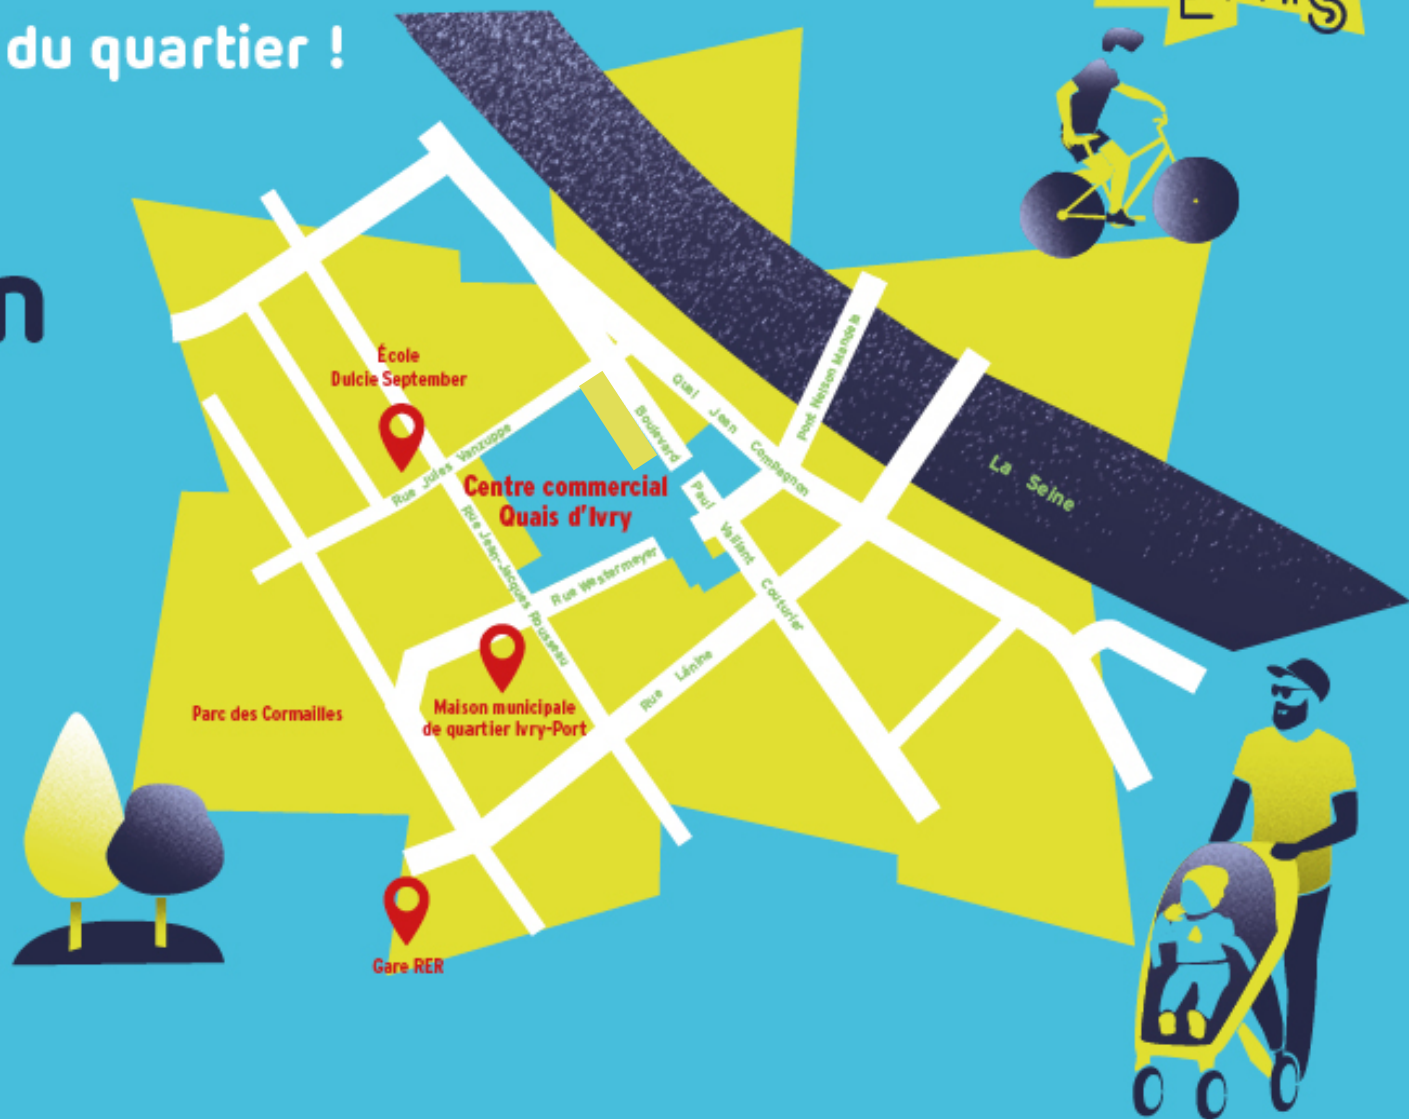 du quartier !
n
École
Dulcie September
Rue Jules Vanzuppe
Quai Jean Compagnon
pont Nelson Mandela
Boulevard
Paul Vaillant Couturier
La Seine
Centre commercial
Quais d'Ivry
Rue Jean-Jacques Rousseau
Rue Westermeyer
Rue Lénine
Parc des Cormailles
Maison municipale
de quartier Ivry-Port
Gare RER